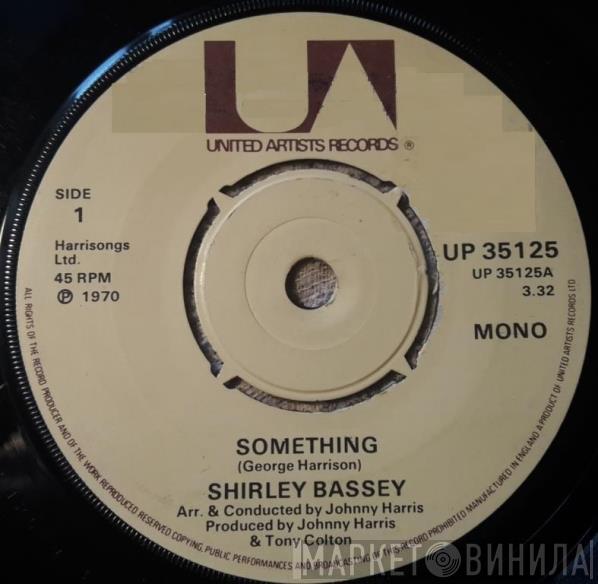 UA
UNITED ARTISTS RECORDS ®
SIDE
1
Harrisongs
Ltd.
45 RPM
℗ 1970
UP 35125
UP 35125A
3.32
MONO
SOMETHING
(George Harrison)
SHIRLEY BASSEY
Arr. & Conducted by Johnny Harris
Produced by Johnny Harris
& Tony Colton
ALL RIGHTS OF THE RECORD PRODUCER AND OF THE WORK REPRODUCED RESERVED COPYING, PUBLIC PERFORMANCES AND BROADCASTING OF THIS RECORD PROHIBITED MANUFACTURED IN ENGLAND A PRODUCT OF UNITED ARTISTS RECORDS LTD
МАРКЕТ ВИНИЛА